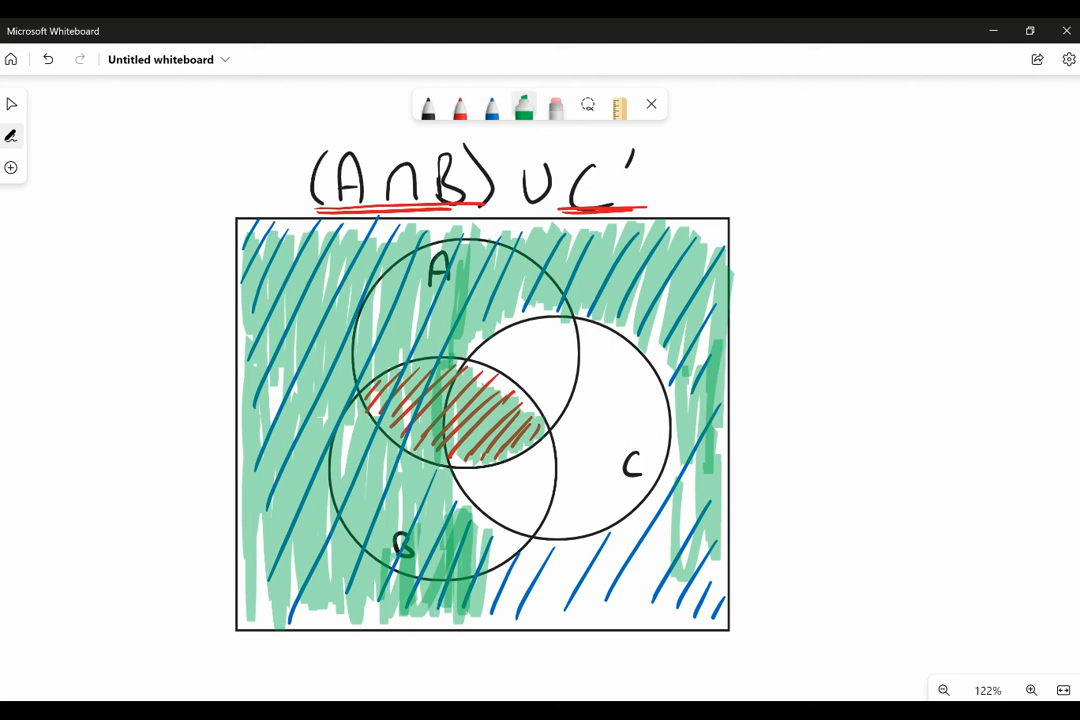 Microsoft Whiteboard
Untitled whiteboard
(A∩B) ∪ C'
A
C
B
122%